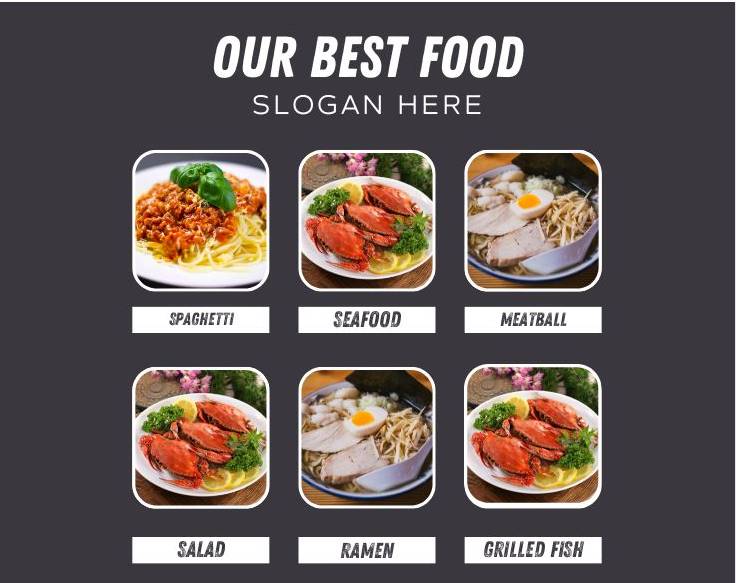 OUR BEST FOOD
SLOGAN HERE
SPAGHETTI
SEAFOOD
MEATBALL
SALAD
RAMEN
GRILLED FISH